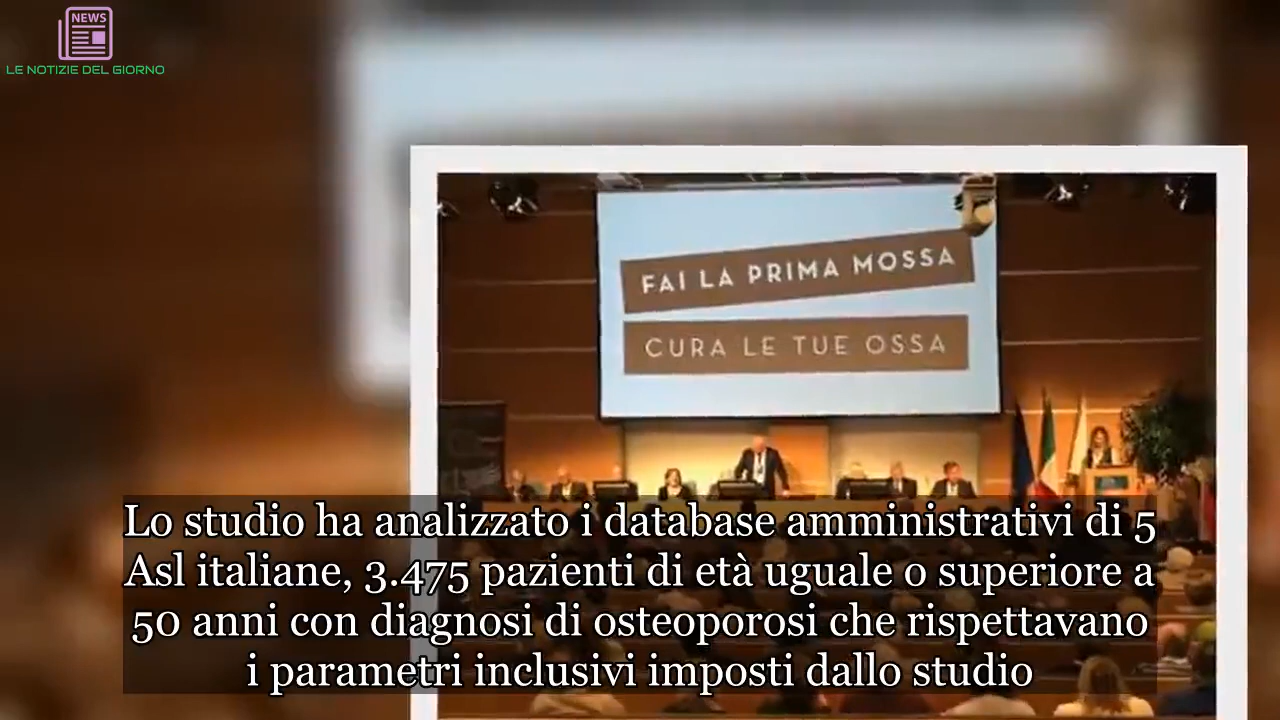 NEWS
LE NOTIZIE DEL GIORNO
FAI LA PRIMA MOSSA
CURA LE TUE OSSA
Lo studio ha analizzato i database amministrativi di 5
Asl italiane, 3.475 pazienti di età uguale o superiore a
50 anni con diagnosi di osteoporosi che rispettavano
i parametri inclusivi imposti dallo studio